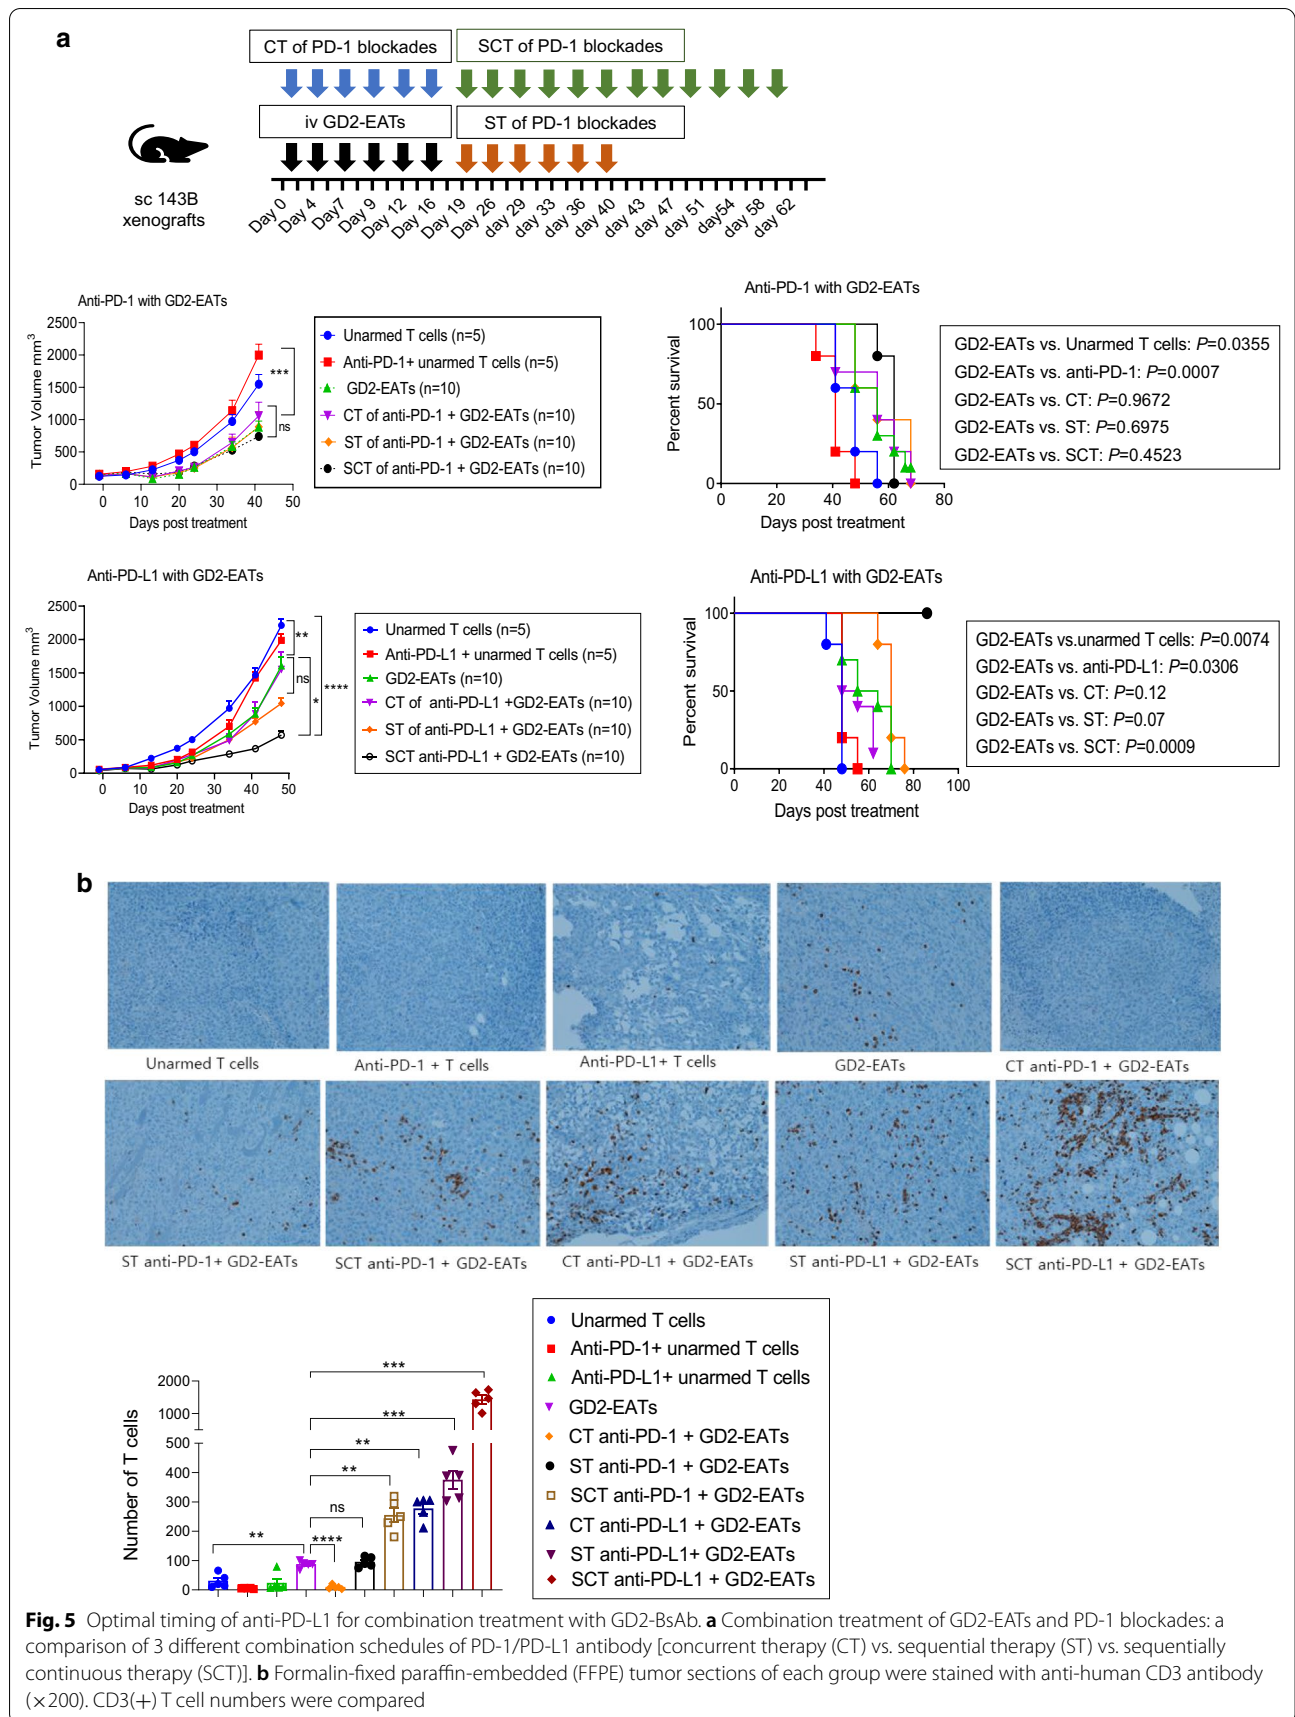 a
CT of PD-1 blockades
SCT of PD-1 blockades
iv GD2-EATs
ST of PD-1 blockades
sc 143B
xenografts
Day 0
Day 4
Day7
Day 9
Day 12
Day 16
Day 19
Day 26
day 29
day 33
day 36
day 40
day 43
day 47
day 51
day54
day 58
day 62
Anti-PD-1 with GD2-EATs
Tumor Volume mm3
2500
2000
1500
1000
500
0
0 10 20 30 40 50
Days post treatment
***
ns
Unarmed T cells (n=5)
Anti-PD-1+ unarmed T cells (n=5)
GD2-EATs (n=10)
CT of anti-PD-1 + GD2-EATs (n=10)
ST of anti-PD-1 + GD2-EATs (n=10)
SCT of anti-PD-1 + GD2-EATs (n=10)
Anti-PD-1 with GD2-EATs
Percent survival
100
50
0
0 20 40 60 80
Days post treatment
GD2-EATs vs. Unarmed T cells: P=0.0355
GD2-EATs vs. anti-PD-1: P=0.0007
GD2-EATs vs. CT: P=0.9672
GD2-EATs vs. ST: P=0.6975
GD2-EATs vs. SCT: P=0.4523
Anti-PD-L1 with GD2-EATs
Tumor Volume mm3
2500
2000
1500
1000
500
0
0 10 20 30 40 50
Days post treatment
**
ns
*
****
Unarmed T cells (n=5)
Anti-PD-L1 + unarmed T cells (n=5)
GD2-EATs (n=10)
CT of anti-PD-L1 +GD2-EATs (n=10)
ST of anti-PD-L1 + GD2-EATs (n=10)
SCT anti-PD-L1 + GD2-EATs (n=10)
Anti-PD-L1 with GD2-EATs
Percent survival
100
50
0
0 20 40 60 80 100
Days post treatment
GD2-EATs vs.unarmed T cells: P=0.0074
GD2-EATs vs. anti-PD-L1: P=0.0306
GD2-EATs vs. CT: P=0.12
GD2-EATs vs. ST: P=0.07
GD2-EATs vs. SCT: P=0.0009
b
Unarmed T cells
Anti-PD-1 + T cells
Anti-PD-L1+ T cells
GD2-EATs
CT anti-PD-1 + GD2-EATs
ST anti-PD-1+ GD2-EATs
SCT anti-PD-1 + GD2-EATs
CT anti-PD-L1 + GD2-EATs
ST anti-PD-L1 + GD2-EATs
SCT anti-PD-L1 + GD2-EATs
Number of T cells
2000
1000
500
400
300
200
100
0
***
***
**
**
ns
**
****
Unarmed T cells
Anti-PD-1+ unarmed T cells
Anti-PD-L1+ unarmed T cells
GD2-EATs
CT anti-PD-1 + GD2-EATs
ST anti-PD-1 + GD2-EATs
SCT anti-PD-1 + GD2-EATs
CT anti-PD-L1 + GD2-EATs
ST anti-PD-L1+ GD2-EATs
SCT anti-PD-L1 + GD2-EATs
Fig. 5 Optimal timing of anti-PD-L1 for combination treatment with GD2-BsAb. a Combination treatment of GD2-EATs and PD-1 blockades: a
comparison of 3 different combination schedules of PD-1/PD-L1 antibody [concurrent therapy (CT) vs. sequential therapy (ST) vs. sequentially
continuous therapy (SCT)]. b Formalin-fixed paraffin-embedded (FFPE) tumor sections of each group were stained with anti-human CD3 antibody
(×200). CD3(+) T cell numbers were compared